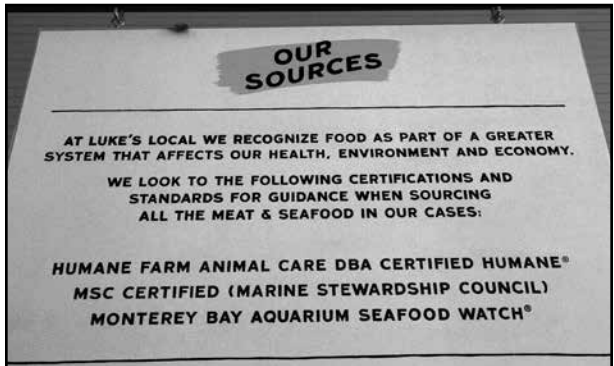 OUR
SOURCES
AT LUKE'S LOCAL WE RECOGNIZE FOOD AS PART OF A GREATER
SYSTEM THAT AFFECTS OUR HEALTH, ENVIRONMENT AND ECONOMY.
WE LOOK TO THE FOLLOWING CERTIFICATIONS AND
STANDARDS FOR GUIDANCE WHEN SOURCING
ALL THE MEAT & SEAFOOD IN OUR CASES:
HUMANE FARM ANIMAL CARE DBA CERTIFIED HUMANE®
MSC CERTIFIED (MARINE STEWARDSHIP COUNCIL)
MONTEREY BAY AQUARIUM SEAFOOD WATCH®